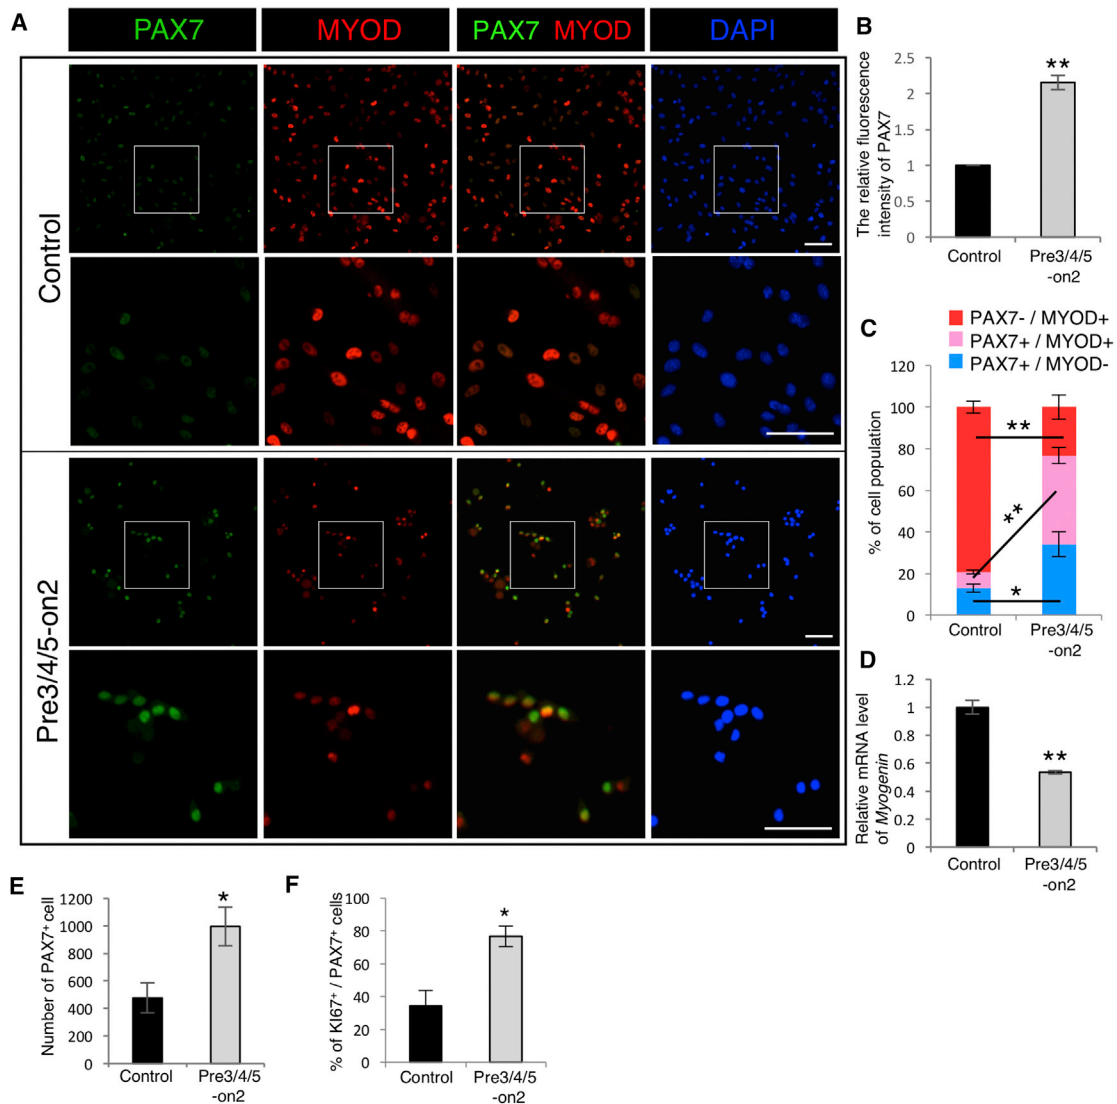 A
PAX7
MYOD
PAX7 MYOD
DAPI
Control
Pre3/4/5-on2
B
The relative fluorescence
intensity of PAX7
2.5
2
1.5
1
0.5
0
**
Control
Pre3/4/5
-on2
C
PAX7- / MYOD+
PAX7+ / MYOD+
PAX7+ / MYOD-
% of cell population
120
100
80
60
40
20
0
**
**
*
Control
Pre3/4/5
-on2
D
Relative mRNA level
of Myogenin
1.2
1
0.8
0.6
0.4
0.2
0
**
Control
Pre3/4/5
-on2
E
Number of PAX7+ cell
1200
1000
800
600
400
200
0
*
Control
Pre3/4/5
-on2
F
% of KI67+ / PAX7+ cells
100
80
60
40
20
0
*
Control
Pre3/4/5
-on2